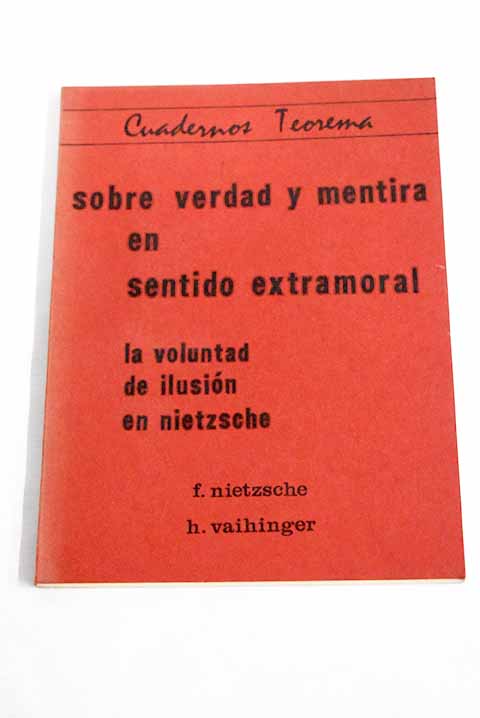 Cuadernos Teorema
sobre verdad y mentira
en
sentido extramoral
la voluntad
de ilusión
en nietzsche
f. nietzsche
h. vaihinger